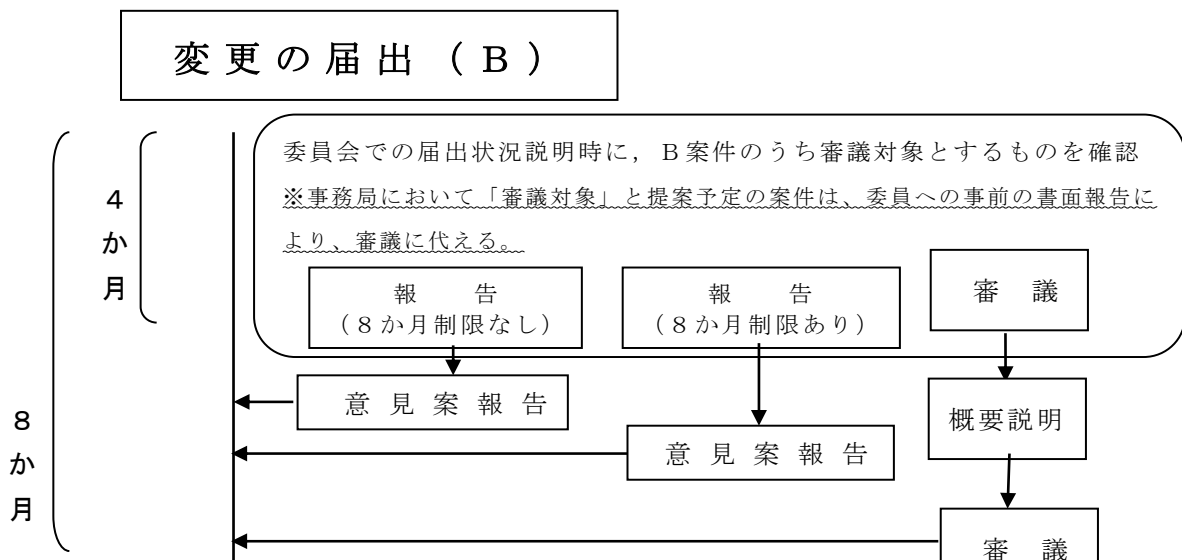 変更の届出（B）
4か月
8か月
委員会での届出状況説明時に，B案件のうち審議対象とするものを確認
※事務局において「審議対象」と提案予定の案件は、委員への事前の書面報告に
より、審議に代える。
報　　告
（８か月制限なし）
報　　告
（８か月制限あり）
審　議
意見案報告
意見案報告
概要説明
審　議